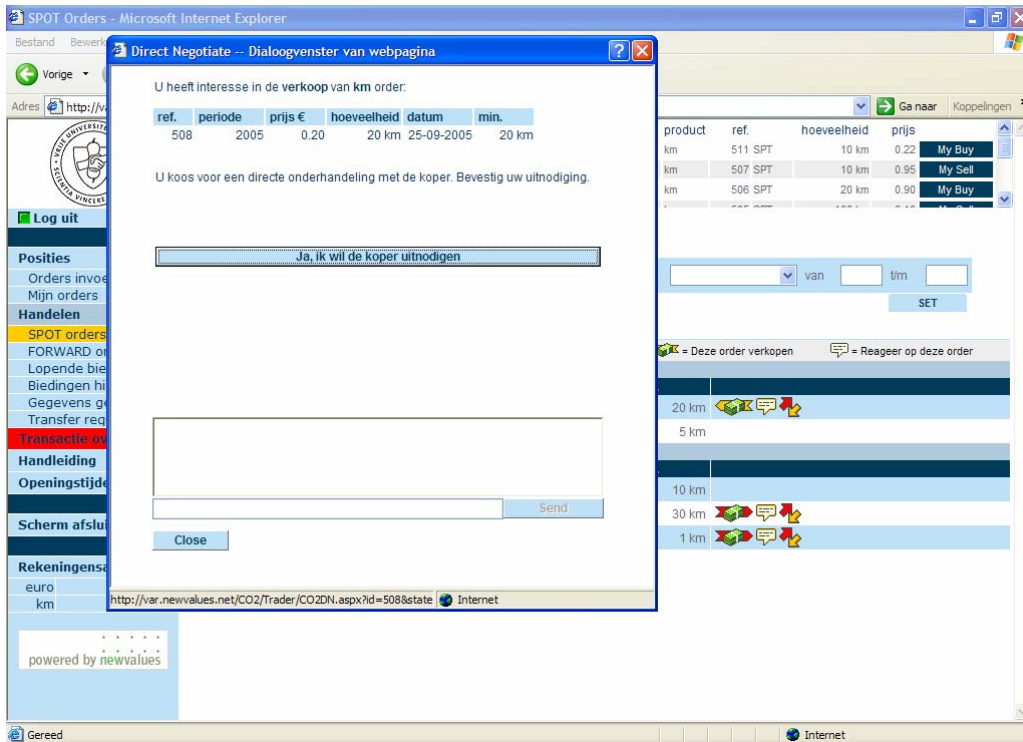 SPOT Orders - Microsoft Internet Explorer
Bestand
Vorige
Adres http://va
Ga naar Koppelingen
Direct Negotiate -- Dialoogvenster van webpagina
U heeft interesse in de verkoop van km order:
ref. periode prijs € hoeveelheid datum min.
508 2005 0.20 20 km 25-09-2005 20 km
U koos voor een directe onderhandeling met de koper. Bevestig uw uitnodiging.
Ja, ik wil de koper uitnodigen
Send
Close
http://var.newvalues.net/CO2/Trader/CO2DN.aspx?id=508&state Internet
Log uit
Posities
Orders invoe
Mijn orders
Handelen
SPOT orders
FORWARD or
Lopende bie
Biedingen hi
Gegevens ge
Transfer req
Transactie ov
Handleiding
Openingstijde
Scherm afslui
Rekeningensa
euro
km
powered by newvalues
product ref. hoeveelheid prijs
km 511 SPT 10 km 0.22 My Buy
km 507 SPT 10 km 0.95 My Sell
km 506 SPT 20 km 0.90 My Buy
van t/m
SET
= Deze order verkopen = Reageer op deze order
20 km
5 km
10 km
30 km
1 km
Gereed Internet